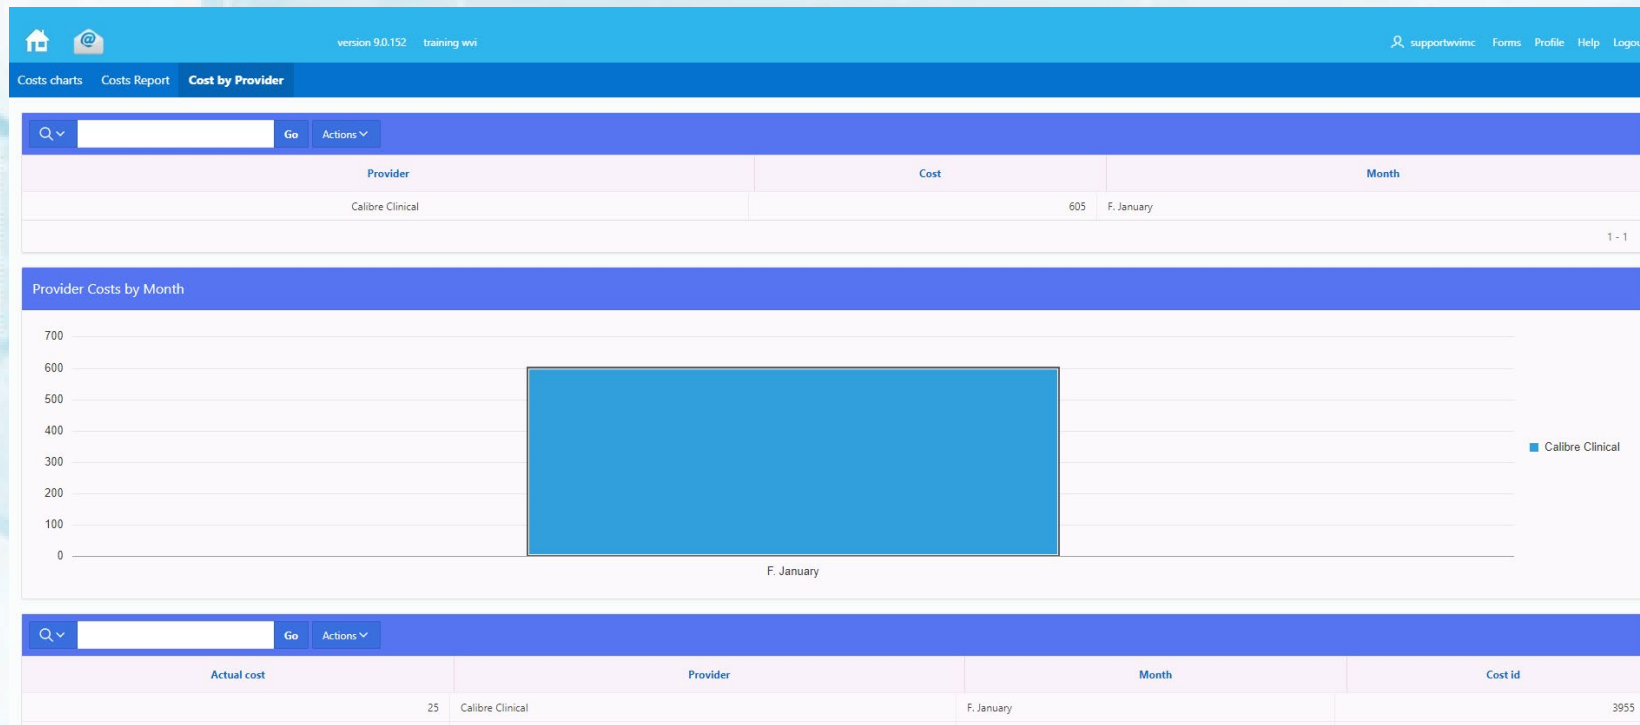 version 9.0.152 training wvi supportwvimc Forms Profile Help
Costs charts Costs Report Cost by Provider
Go Actions
Provider Cost Month
Calibre Clinical 605 F. January
1 - 1
Provider Costs by Month
700
600
500
400
300
200
100
0
F. January
Calibre Clinical
Go Actions
Actual cost Provider Month Cost id
25 Calibre Clinical F. January 3955